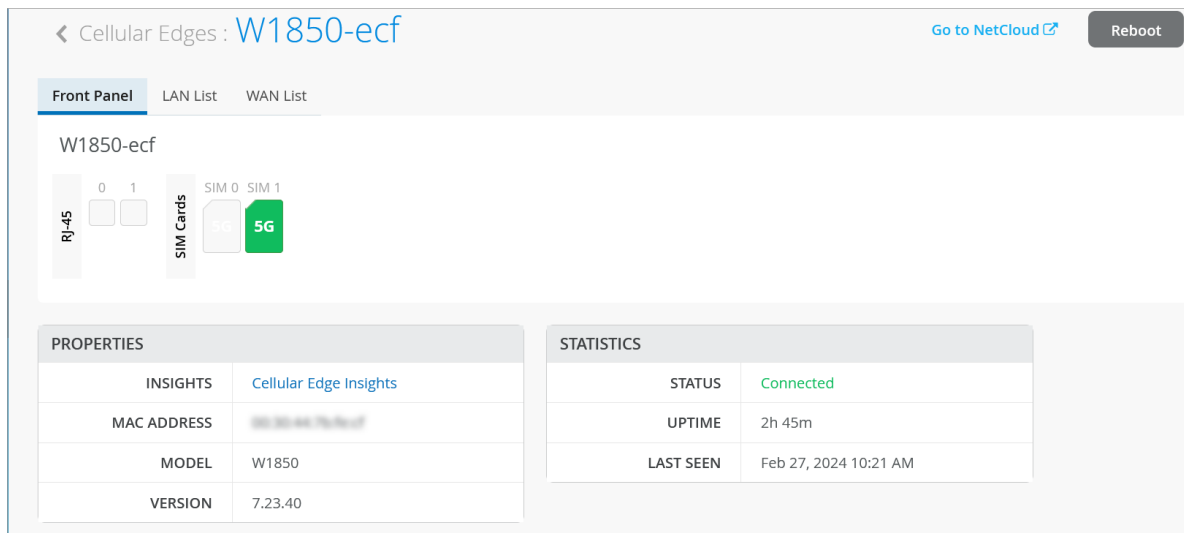 Cellular Edges : W1850-ecf
Go to NetCloud
Reboot
Front Panel LAN List WAN List
W1850-ecf
RJ-45
0 1
SIM Cards
SIM 0 SIM 1
5G 5G
PROPERTIES
INSIGHTS Cellular Edge Insights
MAC ADDRESS
MODEL W1850
VERSION 7.23.40
STATISTICS
STATUS Connected
UPTIME 2h 45m
LAST SEEN Feb 27, 2024 10:21 AM